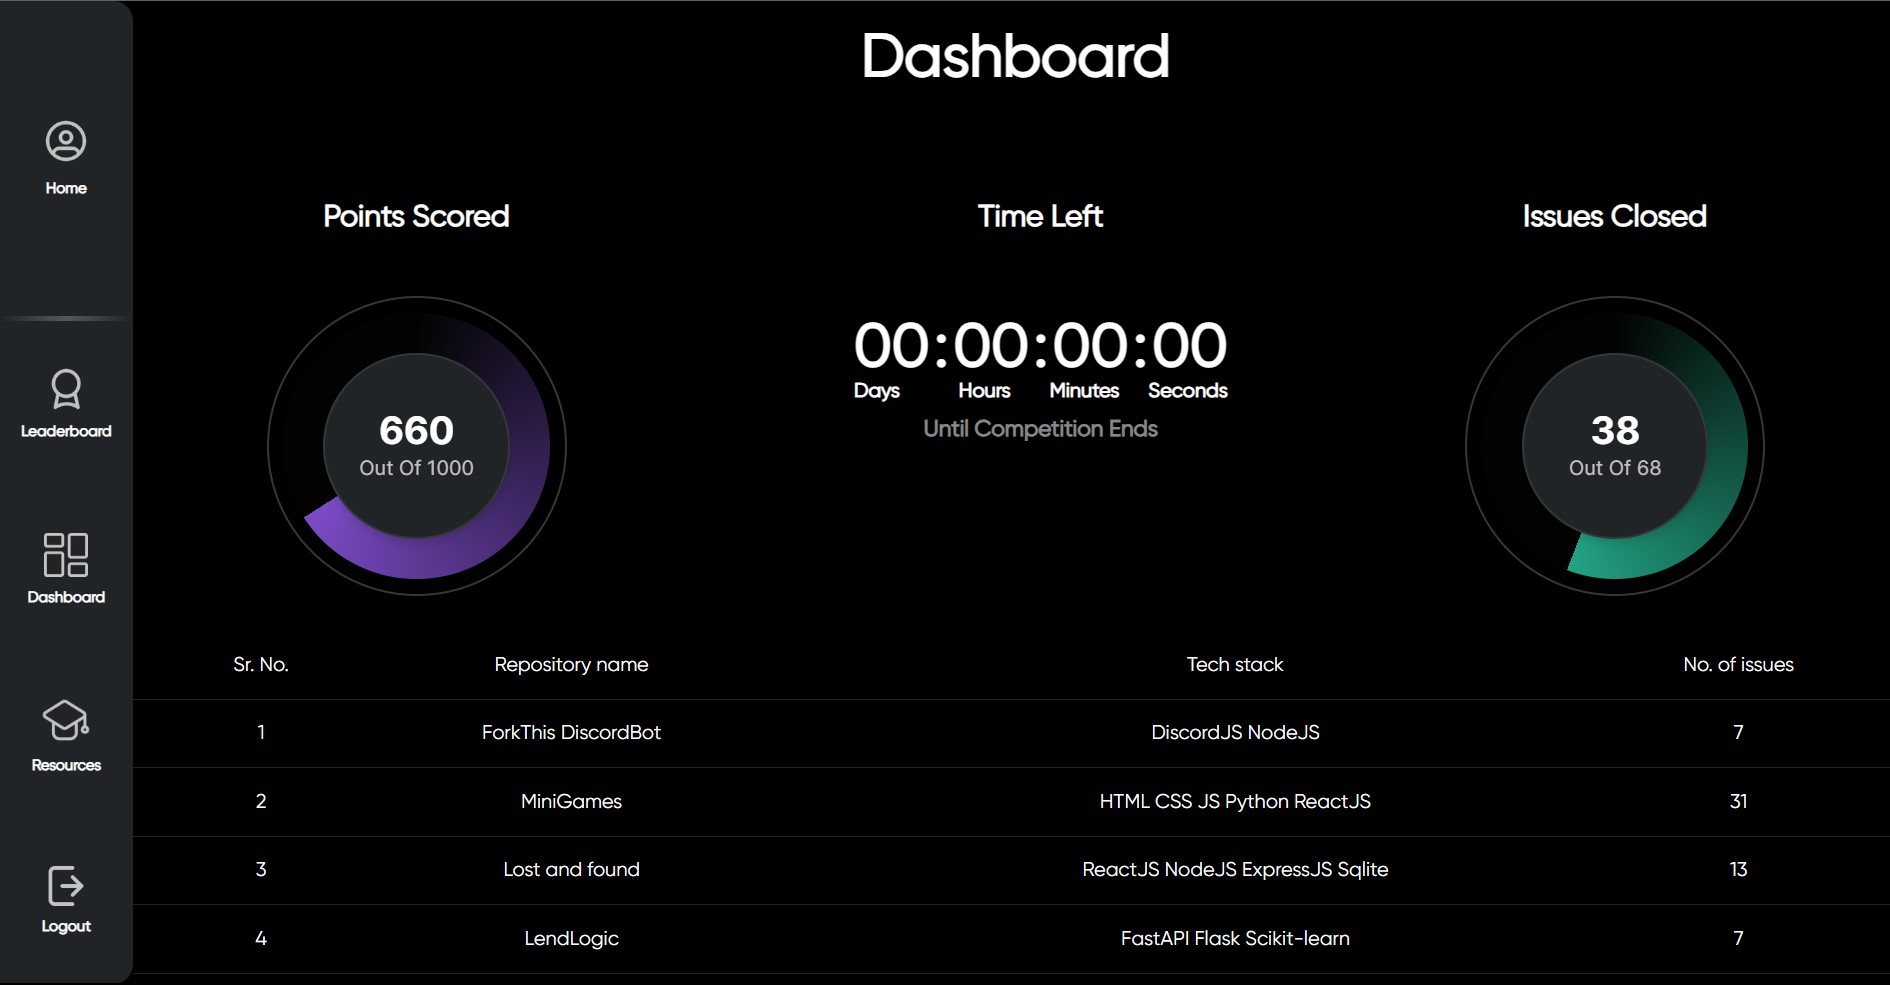 Dashboard
Home
Leaderboard
Dashboard
Resources
Logout
Points Scored
660
Out Of 1000
Time Left
00:00:00:00
Days Hours Minutes Seconds
Until Competition Ends
Issues Closed
38
Out Of 68
Sr. No. Repository name Tech stack No. of issues
1 ForkThis DiscordBot DiscordJS NodeJS 7
2 MiniGames HTML CSS JS Python ReactJS 31
3 Lost and found ReactJS NodeJS ExpressJS Sqlite 13
4 LendLogic FastAPI Flask Scikit-learn 7